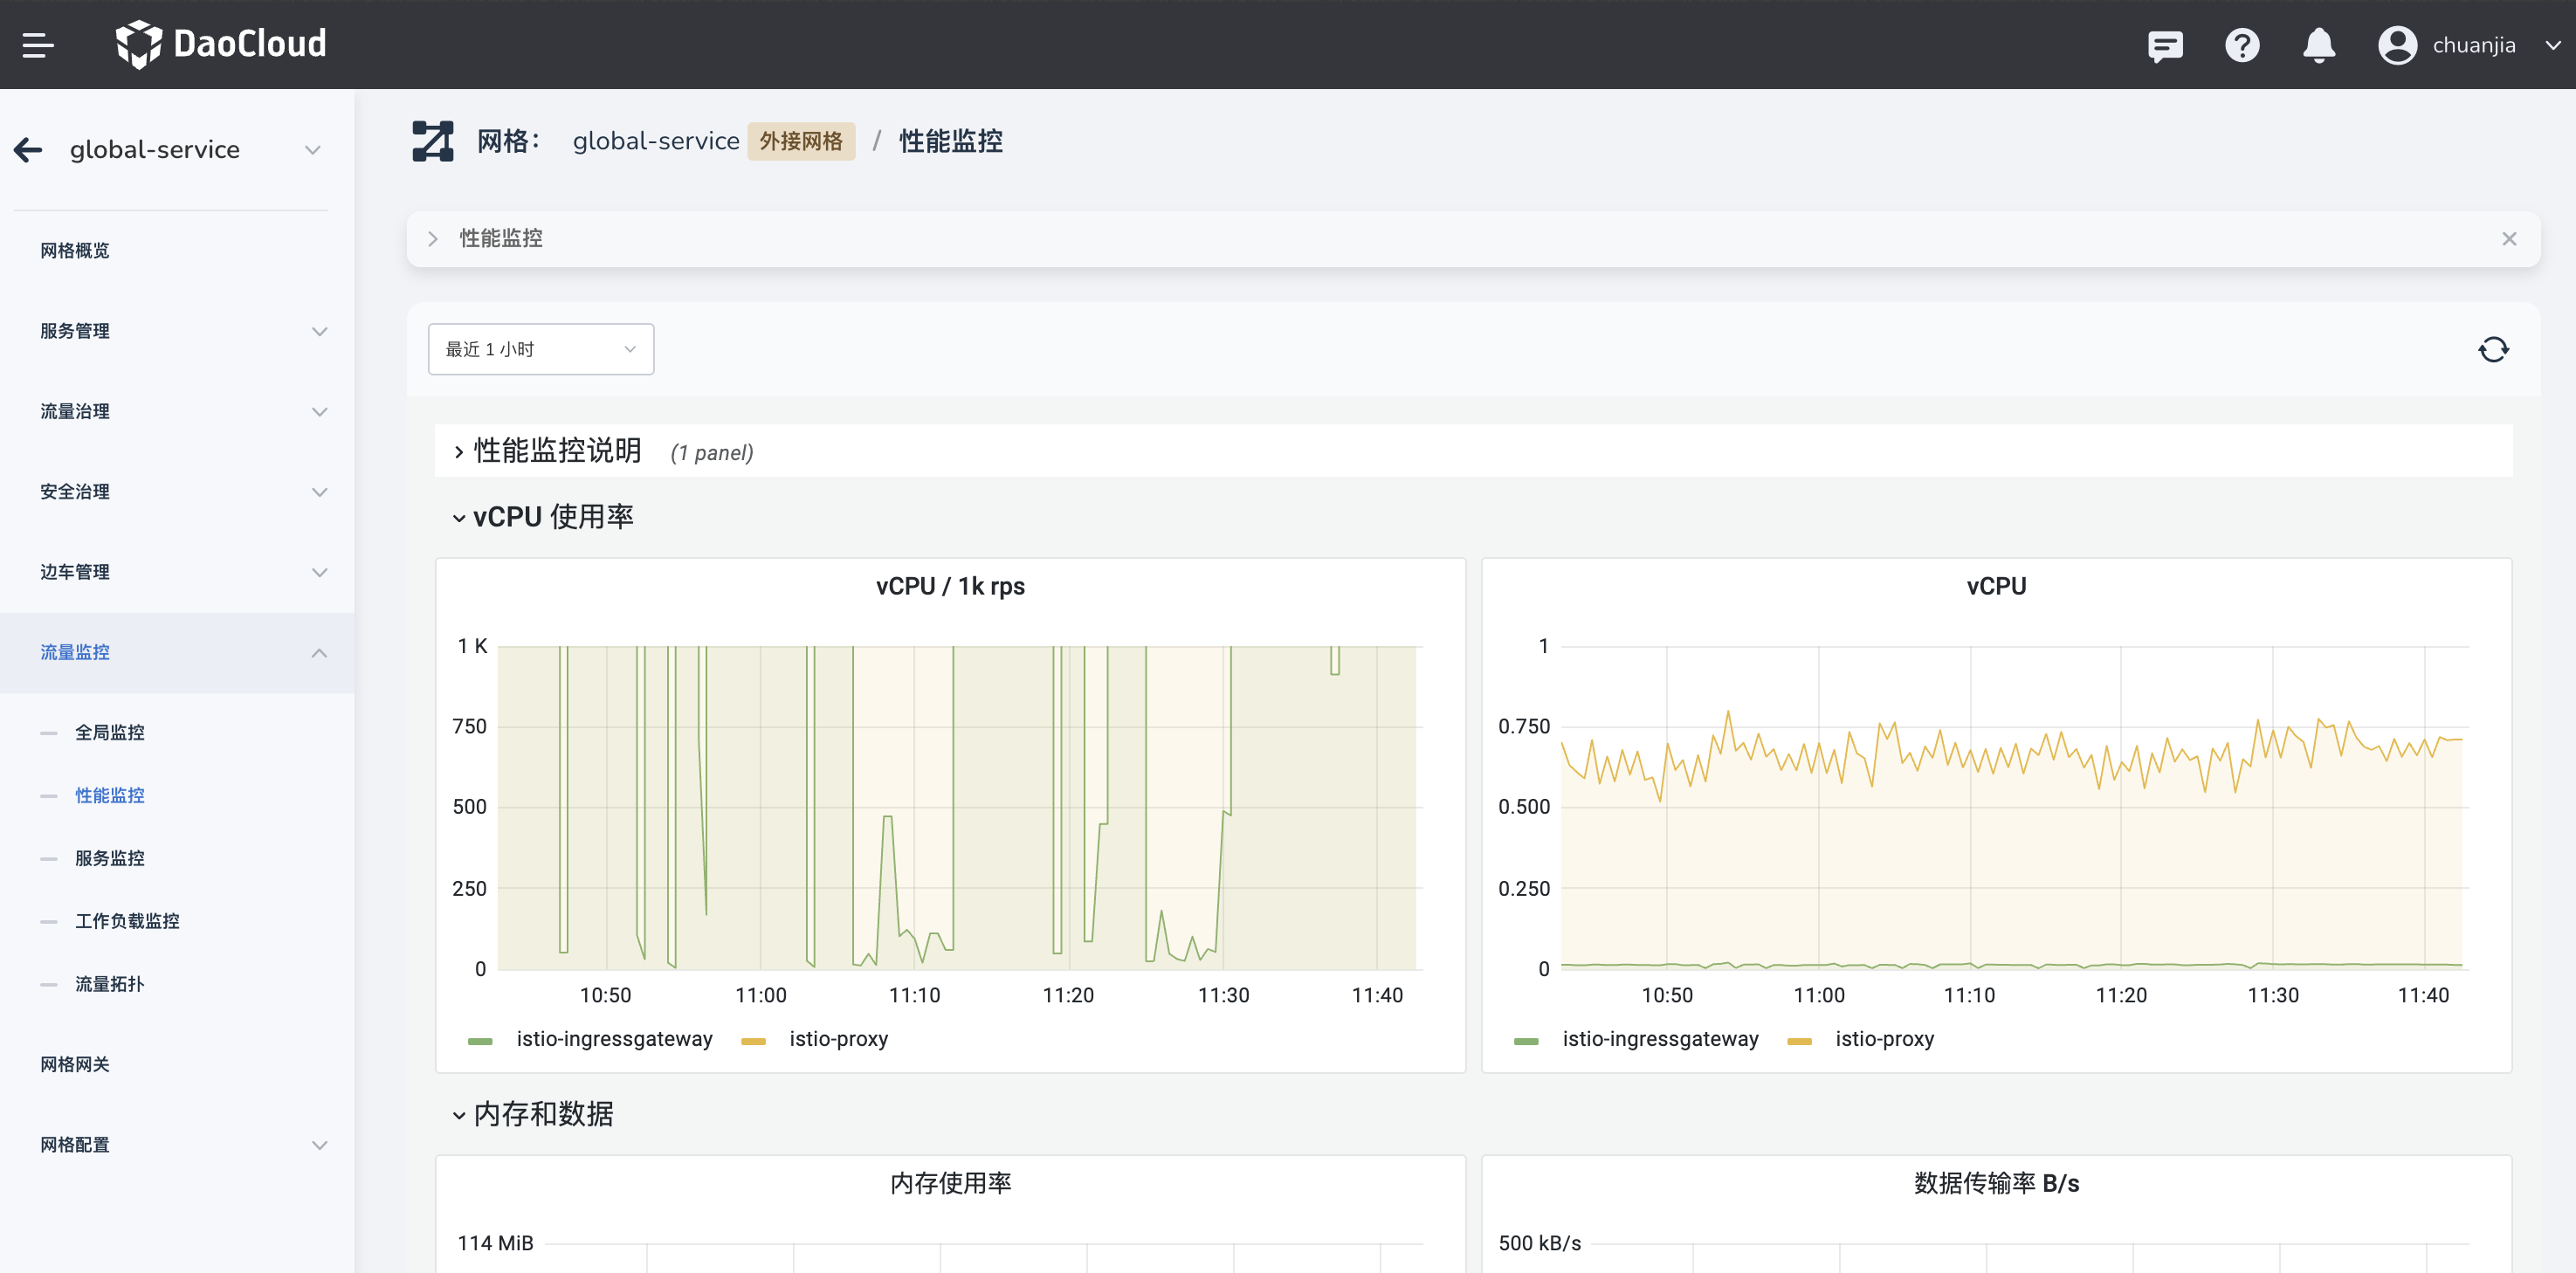 DaoCloud
chuanjia
global-service
网格概览
服务管理
流量治理
安全治理
边车管理
流量监控
全局监控
性能监控
服务监控
工作负载监控
流量拓扑
网格网关
网格配置
网格： global-service 外接网格 / 性能监控
性能监控
最近 1 小时
性能监控说明 (1 panel)
vCPU 使用率
vCPU / 1k rps
1 K
750
500
250
0
10:50 11:00 11:10 11:20 11:30 11:40
istio-ingressgateway istio-proxy
vCPU
1
0.750
0.500
0.250
0
10:50 11:00 11:10 11:20 11:30 11:40
istio-ingressgateway istio-proxy
内存和数据
内存使用率
114 MiB
数据传输率 B/s
500 kB/s